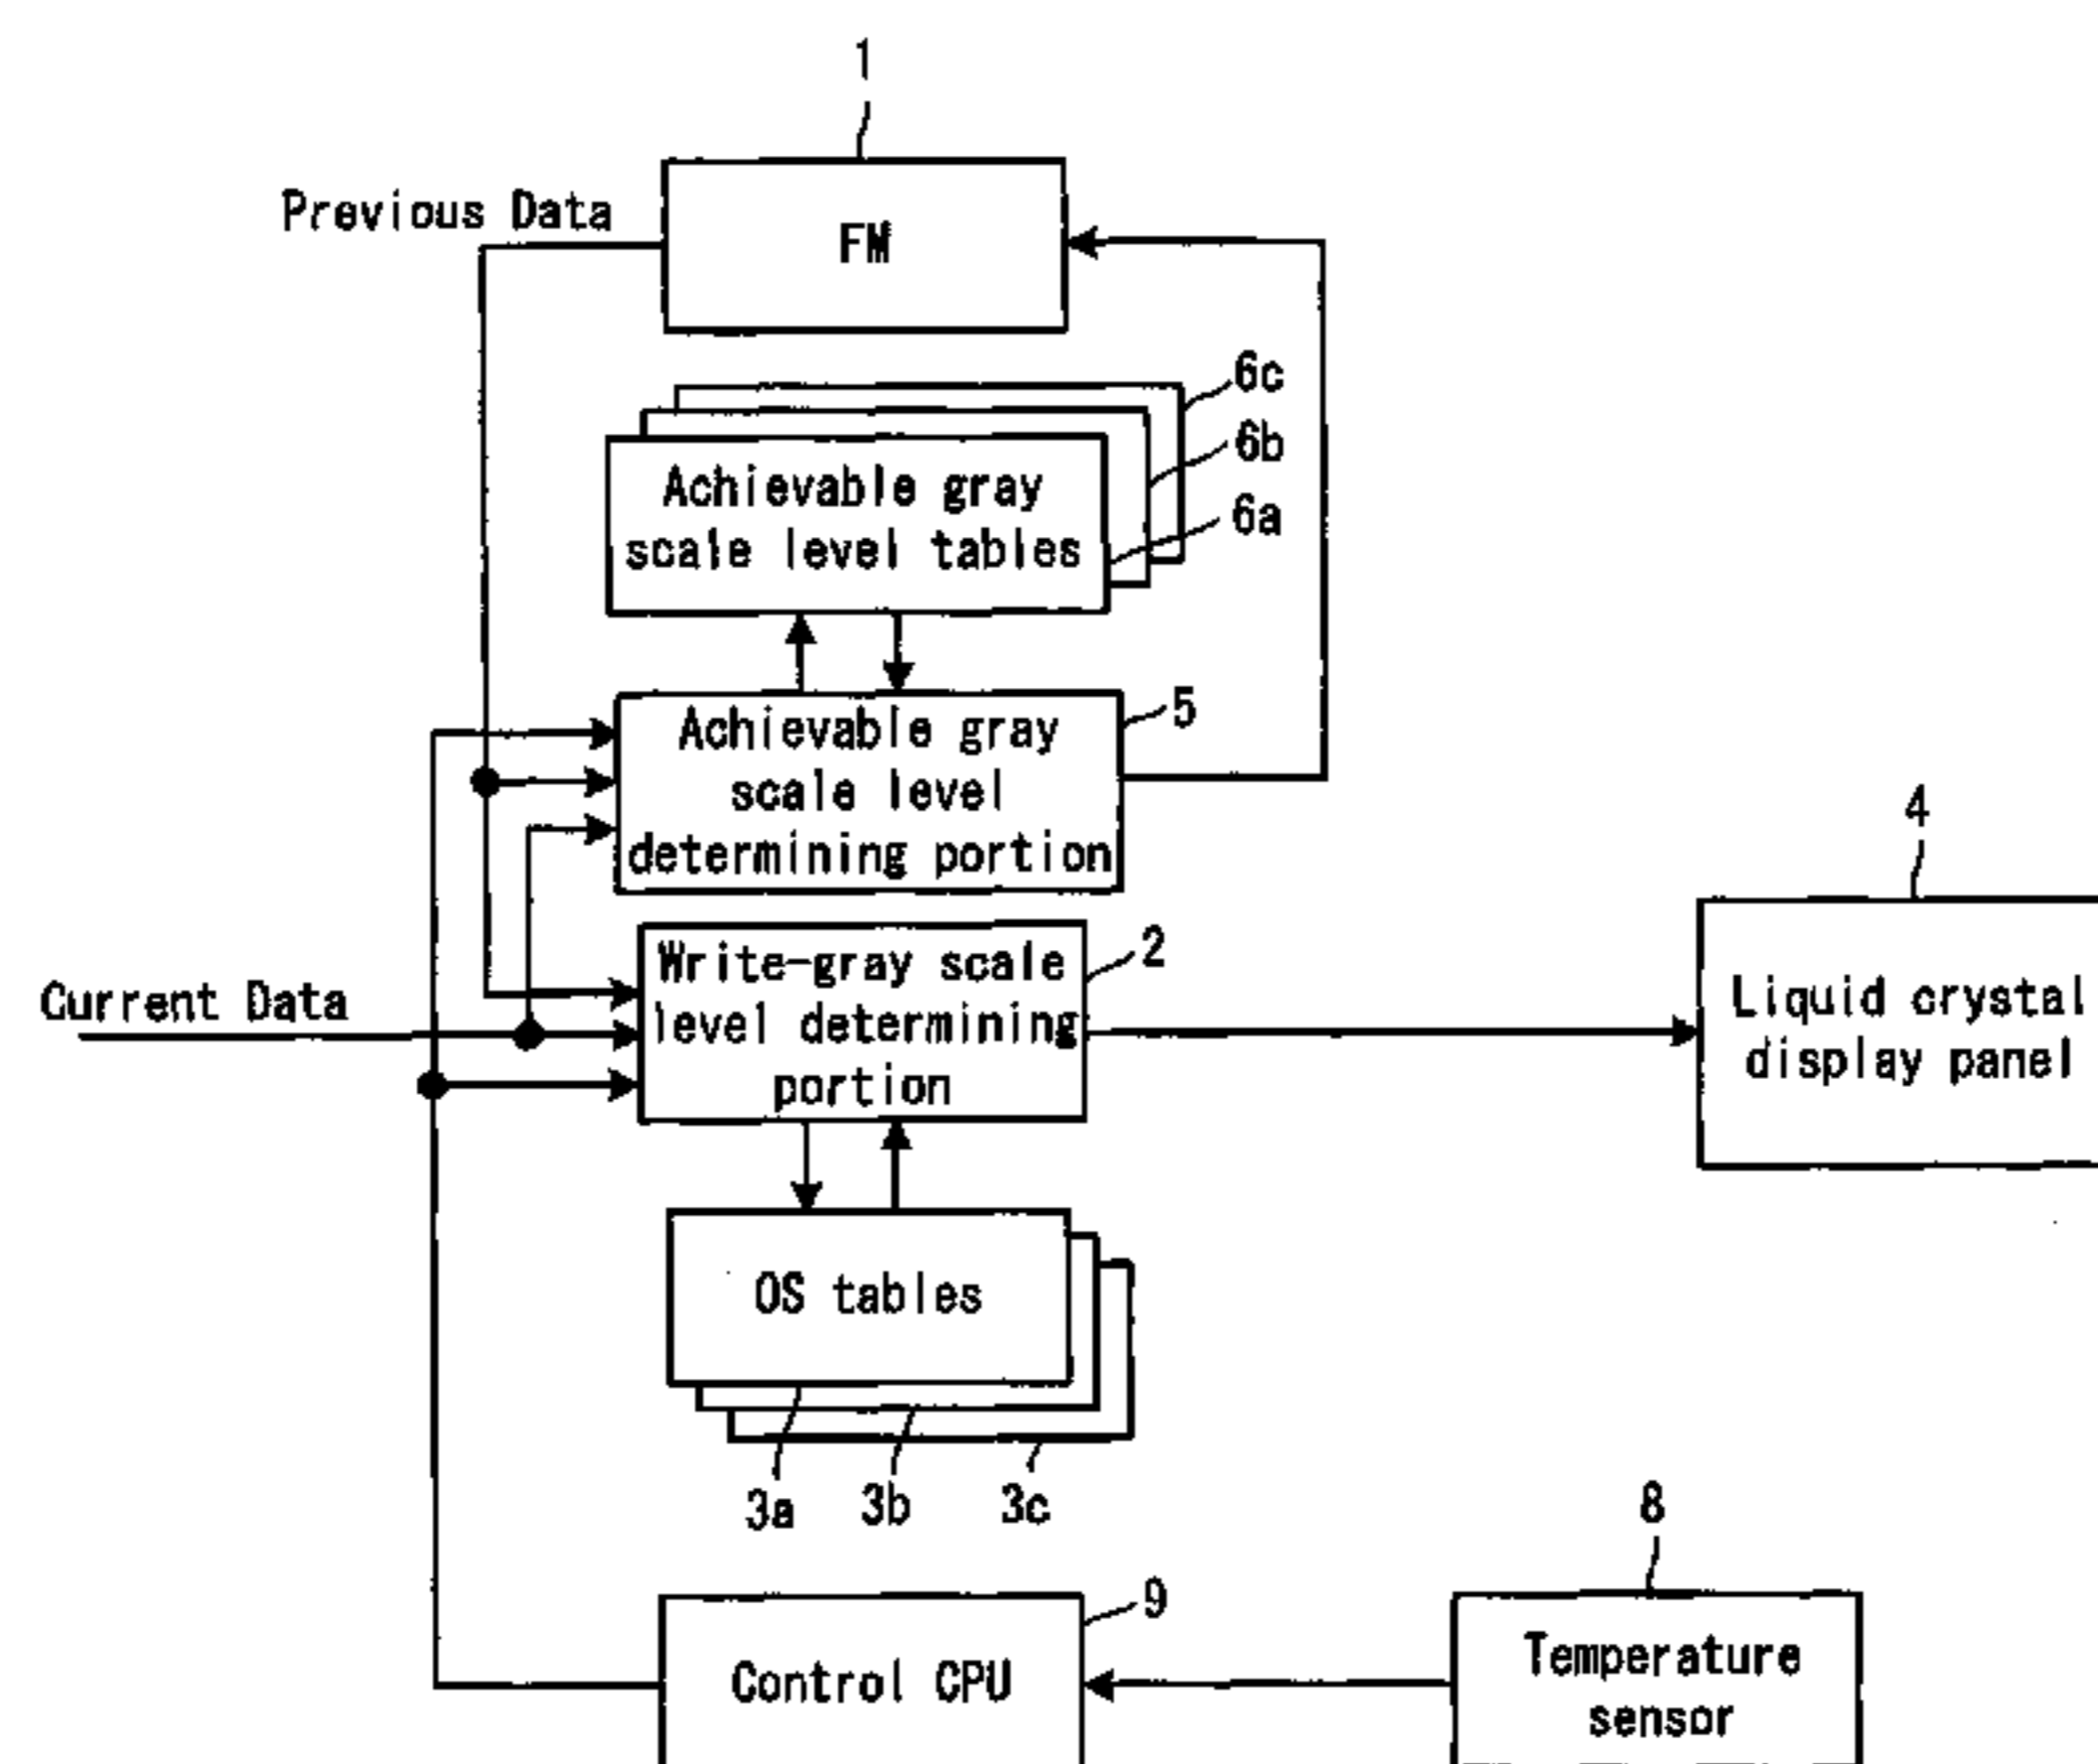 1
Previous Data
FM
6c
6b
6a
Achievable gray
scale level tables
5
Achievable gray
scale level
determining portion
4
2
Write-gray scale
level determining
portion
Current Data
Liquid crystal
display panel
OS tables
3a 3b 3c
8
9
Control CPU
Temperature
sensor